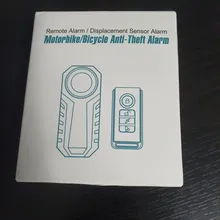 Remote Alarm / Displacement Sensor Alarm
Motorbike/Bicycle Anti-Theft Alarm